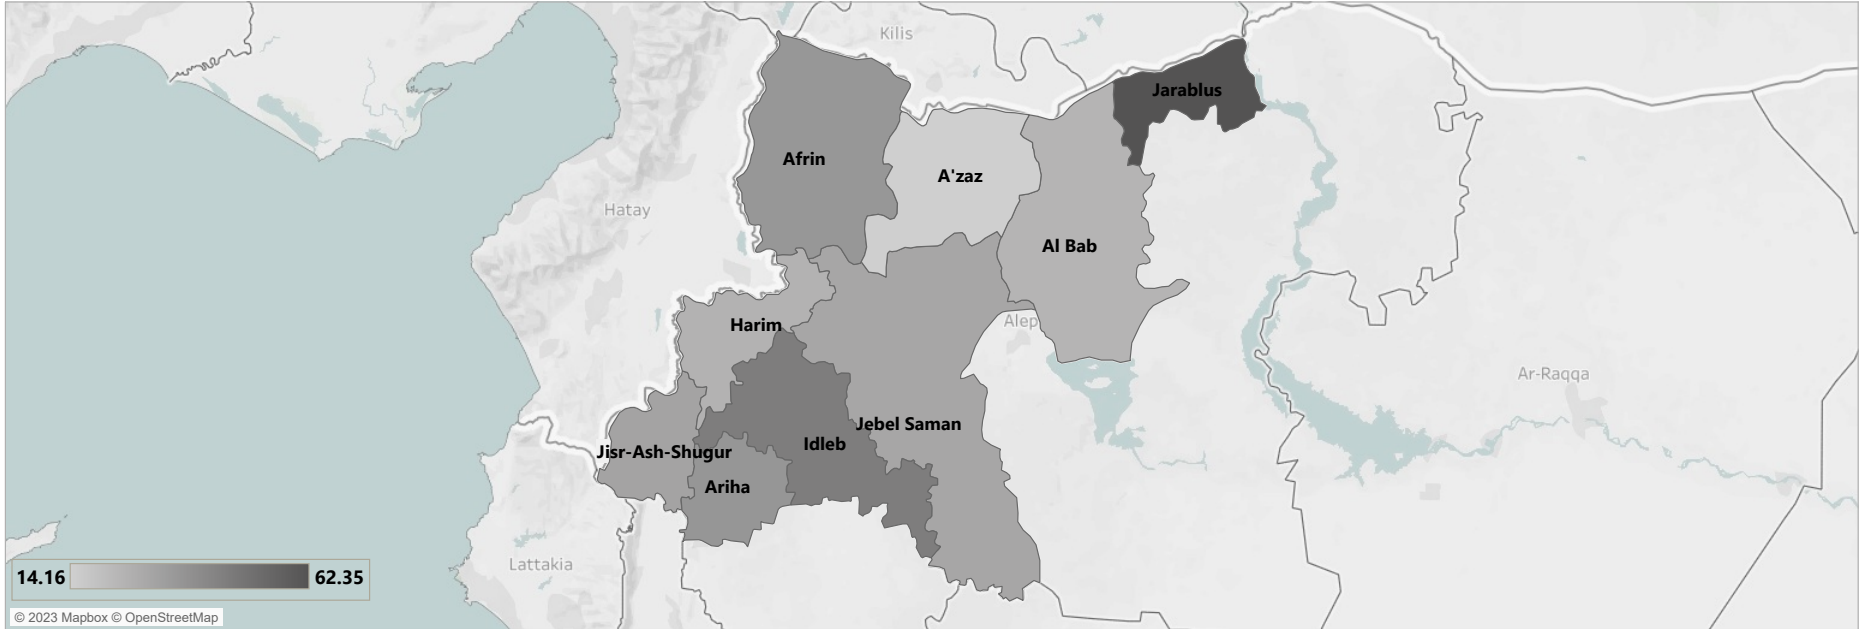 Kilis
Jarablus
Afrin
A'zaz
Hatay
Al Bab
Harim
Alep
Ar-Raqqa
Jebel Saman
Idleb
Jisr-Ash-Shugur
Ariha
Lattakia
14.16
62.35
© 2023 Mapbox © OpenStreetMap